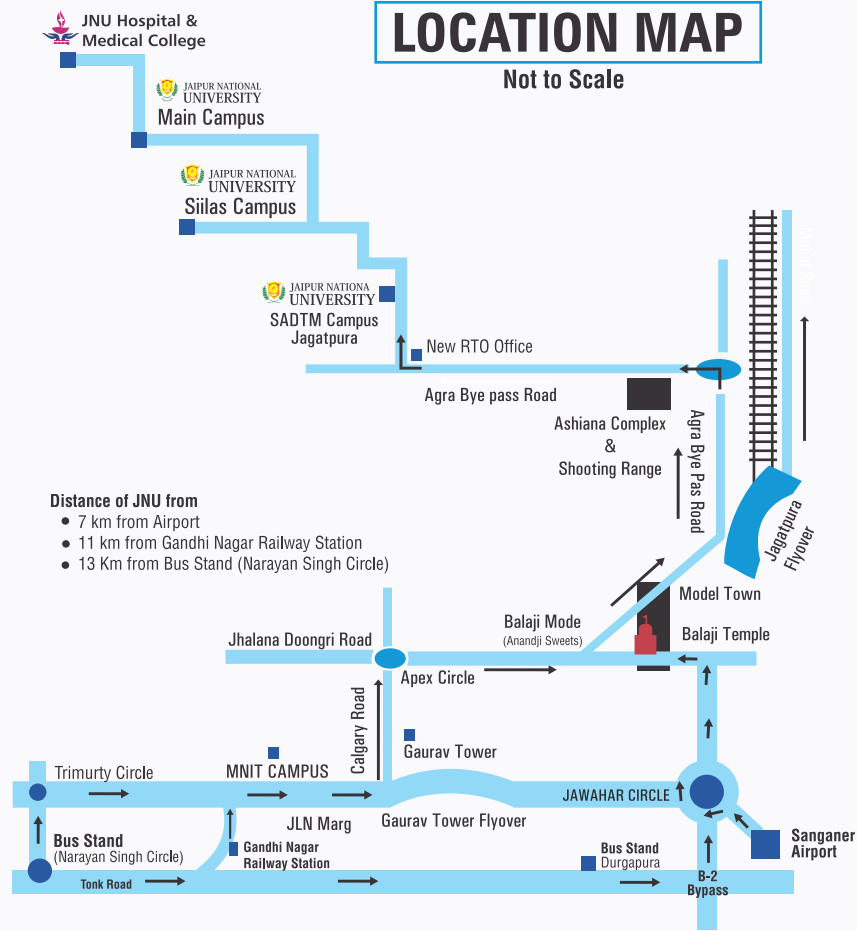 LOCATION MAP
Not to Scale
JNU Hospital &
Medical College
JAIPUR NATIONAL
UNIVERSITY
Main Campus
JAIPUR NATIONAL
UNIVERSITY
Siilas Campus
JAIPUR NATIONA
UNIVERSITY
SADTM Campus
Jagatpura
New RTO Office
Agra Bye pass Road
Ashiana Complex
&
Shooting Range
Agra Bye Pas Road
Jagatpura
Flyover
Distance of JNU from
• 7 km from Airport
• 11 km from Gandhi Nagar Railway Station
• 13 Km from Bus Stand (Narayan Singh Circle)
Model Town
Balaji Mode
(Anandji Sweets)
Balaji Temple
Jhalana Doongri Road
Apex Circle
Calgary Road
Gaurav Tower
Trimurty Circle
MNIT CAMPUS
JAWAHAR CIRCLE
JLN Marg
Gaurav Tower Flyover
Bus Stand
(Narayan Singh Circle)
Gandhi Nagar
Railway Station
Bus Stand
Durgapura
Sanganer
Airport
Tonk Road
B-2
Bypass